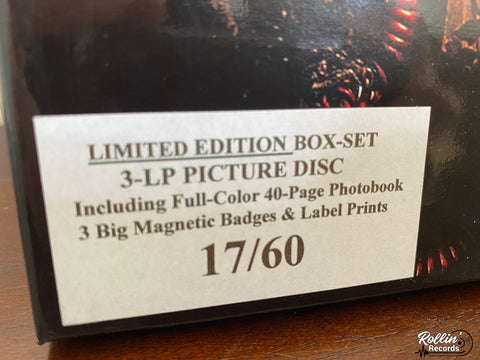 LIMITED EDITION BOX-SET
3-LP PICTURE DISC
Including Full-Color 40-Page Photobook
3 Big Magnetic Badges & Label Prints
17/60
Rollin'
Records